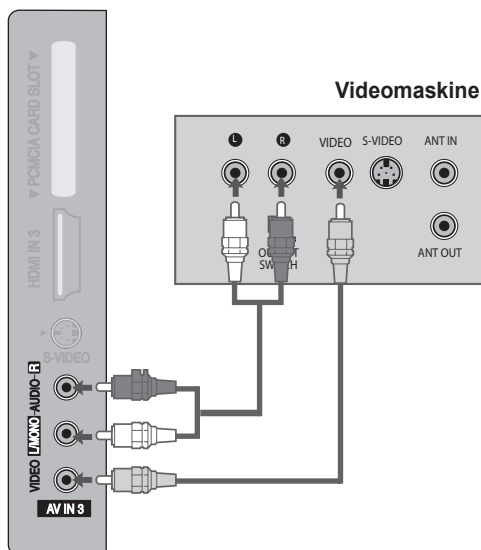 Videomaskine
L
R
VIDEO
S-VIDEO
ANT IN
ANT OUT
SWITCH
▼ PCMCIA CARD SLOT ▼
HDMI IN 3
S-VIDEO
VIDEO L/MONO-AUDIO-R
AV IN 3